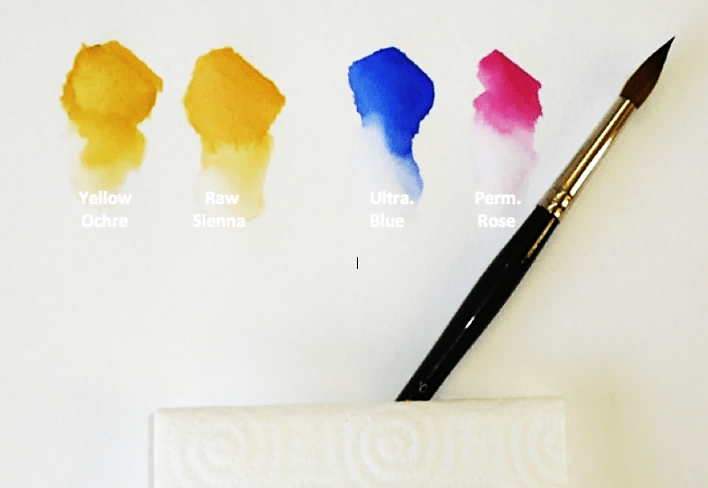 Yellow
Ochre
Raw
Sienna
Ultra.
Blue
Perm.
Rose